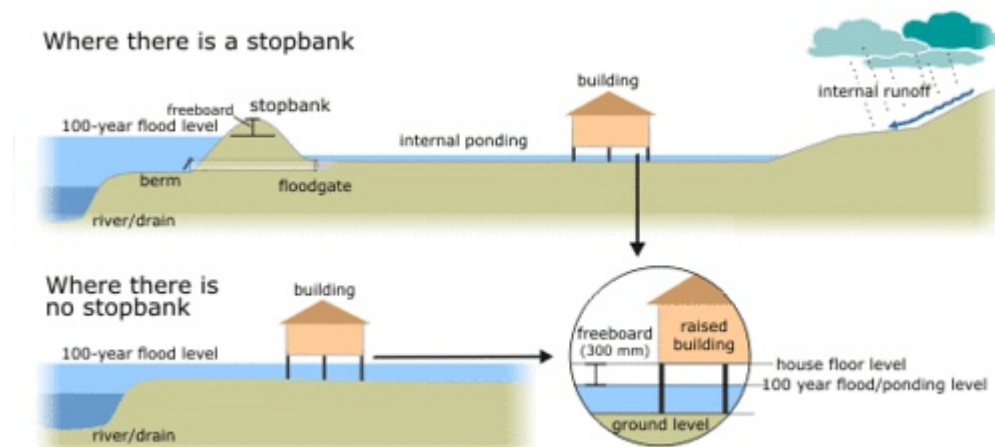 Where there is a stopbank
building
internal runoff
freeboard
stopbank
100-year flood level
internal ponding
berm
floodgate
river/drain
Where there is
no stopbank
building
100-year flood level
river/drain
freeboard
(300 mm)
raised
building
house floor level
100 year flood/ponding level
ground level